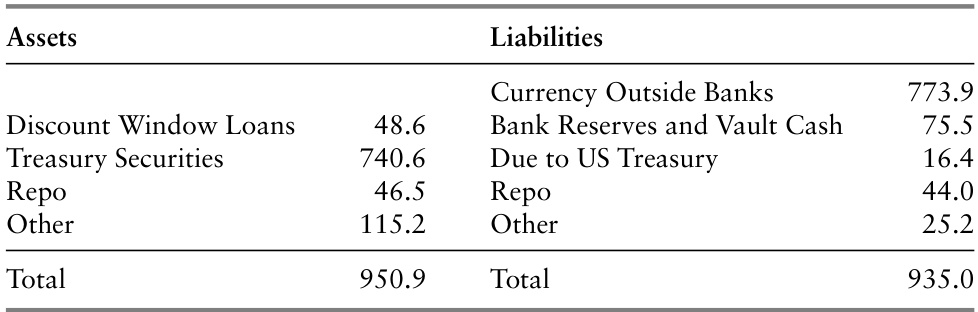 Assets Liabilities
Currency Outside Banks 773.9
Discount Window Loans 48.6 Bank Reserves and Vault Cash 75.5
Treasury Securities 740.6 Due to US Treasury 16.4
Repo 46.5 Repo 44.0
Other 115.2 Other 25.2
Total 950.9 Total 935.0